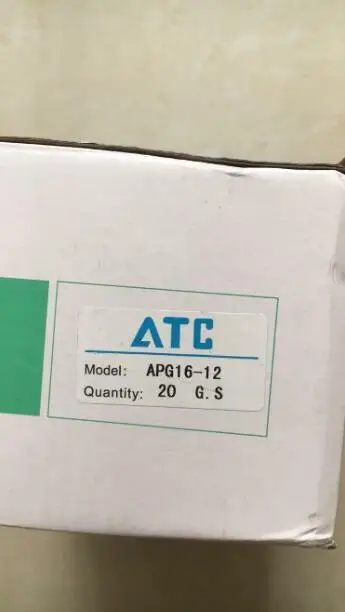 ATC
Model: APG16-12
Quantity: 20 G.S